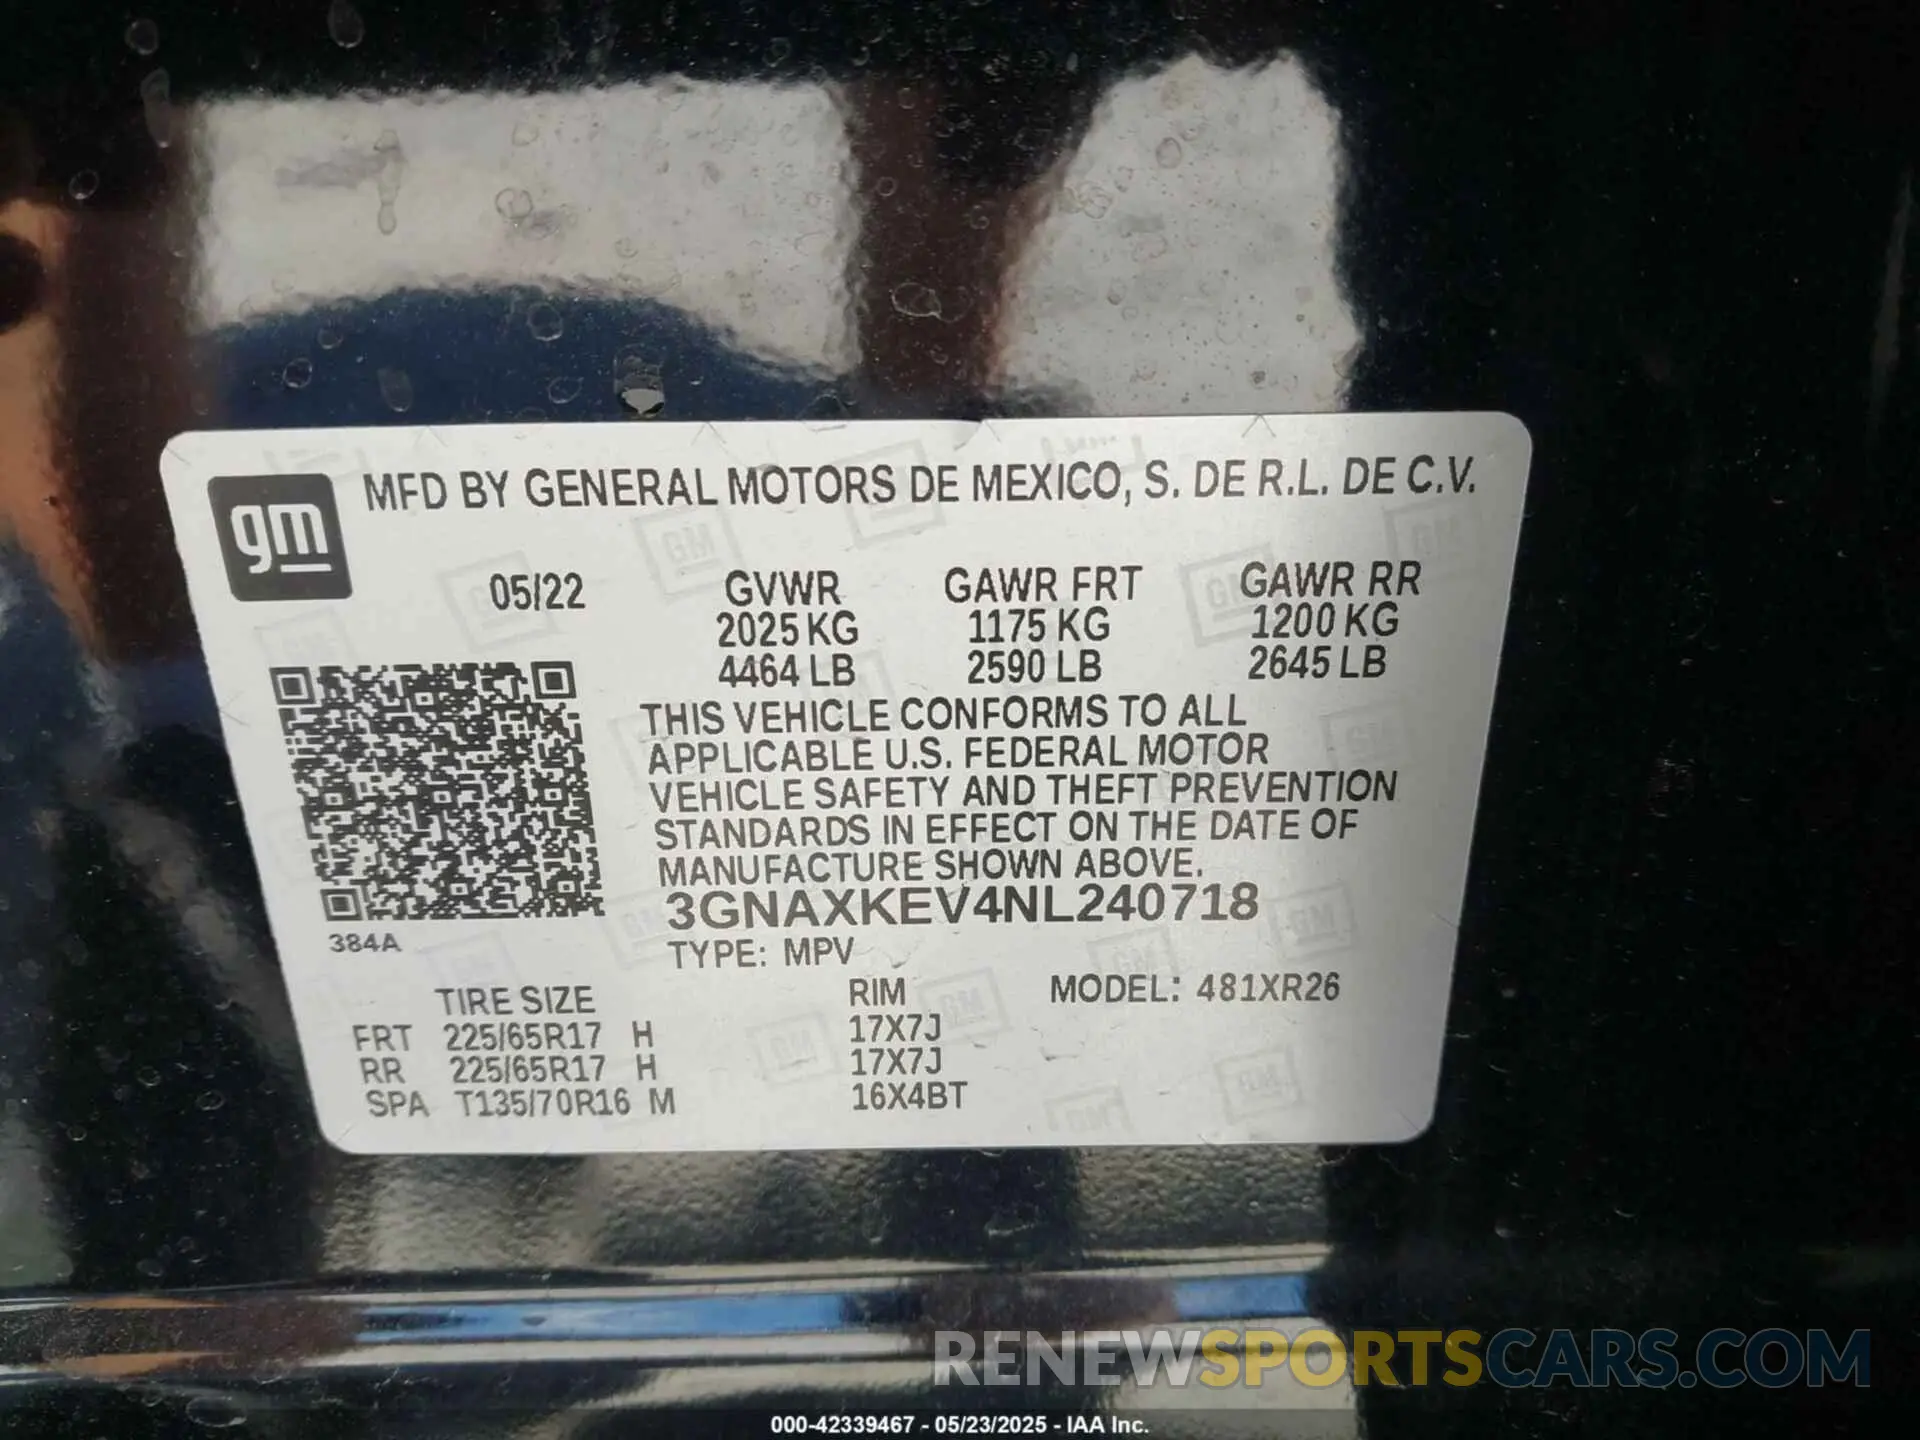 gm
MFD BY GENERAL MOTORS DE MEXICO, S. DE R.L. DE C.V.
05/22 GVWR GAWR FRT GAWR RR
2025 KG 1175 KG 1200 KG
4464 LB 2590 LB 2645 LB
THIS VEHICLE CONFORMS TO ALL
APPLICABLE U.S. FEDERAL MOTOR
VEHICLE SAFETY AND THEFT PREVENTION
STANDARDS IN EFFECT ON THE DATE OF
MANUFACTURE SHOWN ABOVE.
3GNAXKEV4NL240718
384A
TYPE: MPV
TIRE SIZE RIM MODEL: 481XR26
FRT 225/65R17 H 17X7J
RR 225/65R17 H 17X7J
SPA T135/70R16 M 16X4BT
RENEWSPORTSCARS.COM
000-42339467 - 05/23/2025 - IAA Inc.